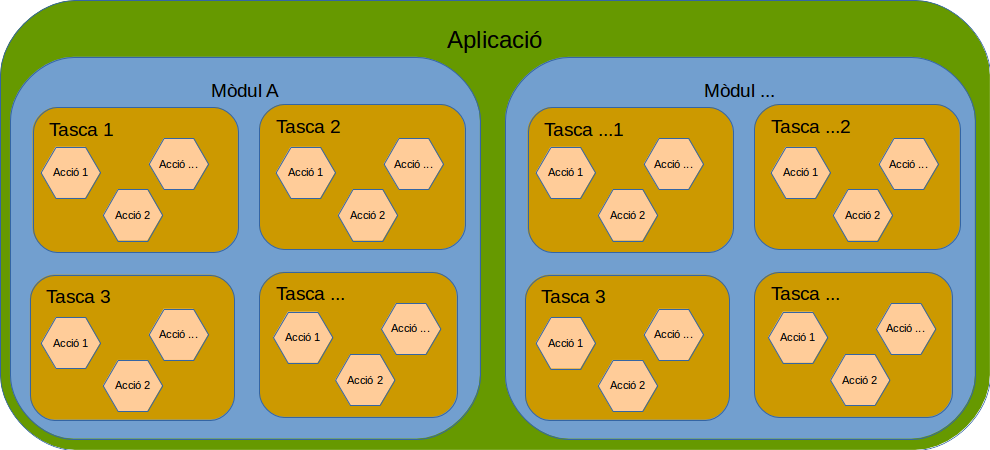 Aplicació
Mòdul A
Tasca 1
Acció 1
Acció ...
Acció 2
Tasca 2
Acció 1
Acció ...
Acció 2
Tasca 3
Acció 1
Acció ...
Acció 2
Tasca ...
Acció 1
Acció ...
Acció 2
Mòdul ...
Tasca ...1
Acció 1
Acció ...
Acció 2
Tasca ...2
Acció 1
Acció ...
Acció 2
Tasca 3
Acció 1
Acció ...
Acció 2
Tasca ...
Acció 1
Acció ...
Acció 2